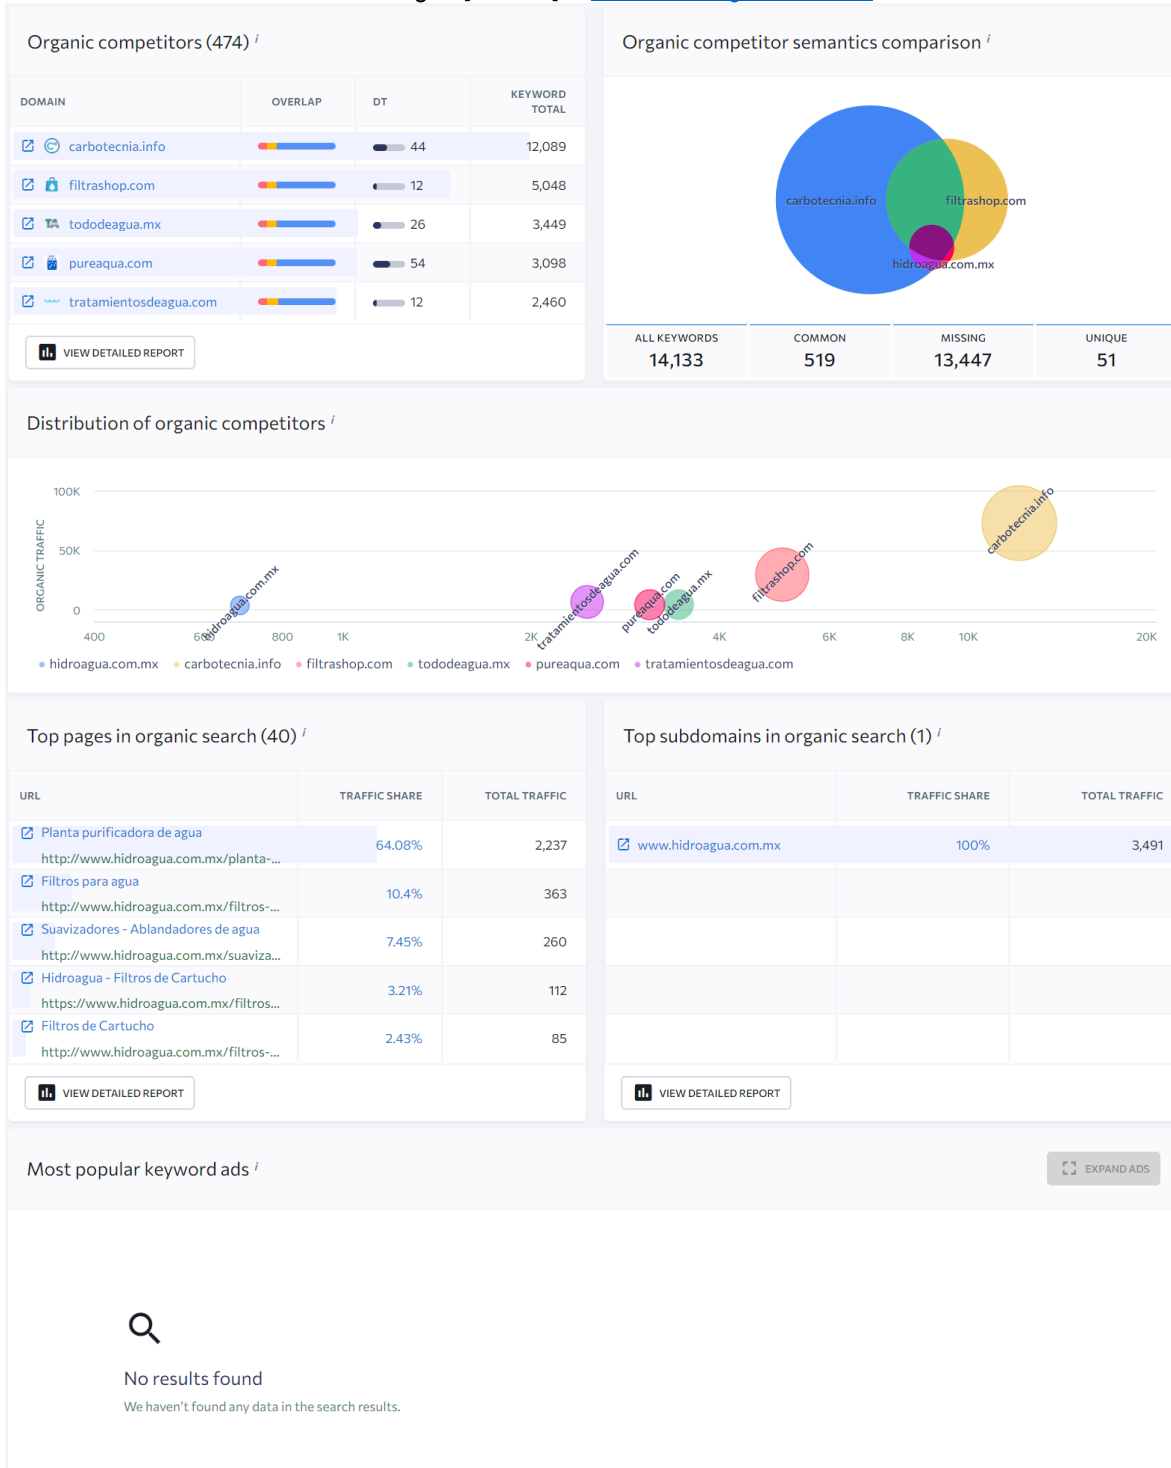 Organic competitors (474) i
DOMAIN OVERLAP DT KEYWORD TOTAL
carbotecnia.info 44 12,089
filtrashop.com 12 5,048
tododeagua.mx 26 3,449
pureaqua.com 54 3,098
tratamientosdeagua.com 12 2,460
VIEW DETAILED REPORT
Organic competitor semantics comparison i
carbotecnia.info
filtrashop.com
hidroagua.com.mx
ALL KEYWORDS COMMON MISSING UNIQUE
14,133 519 13,447 51
Distribution of organic competitors i
ORGANIC TRAFFIC
100K
50K
0
hidroagua.com.mx
tratamientosdeagua.com
pureaqua.com
tododeagua.mx
filtrashop.com
carbotecnia.info
400 600 800 1K 2K 4K 6K 8K 10K 20K
hidroagua.com.mx carbotecnia.info filtrashop.com tododeagua.mx pureaqua.com tratamientosdeagua.com
Top pages in organic search (40) i
URL TRAFFIC SHARE TOTAL TRAFFIC
Planta purificadora de agua
http://www.hidroagua.com.mx/planta-... 64.08% 2,237
Filtros para agua
http://www.hidroagua.com.mx/filtros-... 10.4% 363
Suavizadores - Ablandadores de agua
http://www.hidroagua.com.mx/suaviza... 7.45% 260
Hidroagua - Filtros de Cartucho
https://www.hidroagua.com.mx/filtros... 3.21% 112
Filtros de Cartucho
http://www.hidroagua.com.mx/filtros-... 2.43% 85
VIEW DETAILED REPORT
Top subdomains in organic search (1) i
URL TRAFFIC SHARE TOTAL TRAFFIC
www.hidroagua.com.mx 100% 3,491
VIEW DETAILED REPORT
Most popular keyword ads i
EXPAND ADS
No results found
We haven't found any data in the search results.